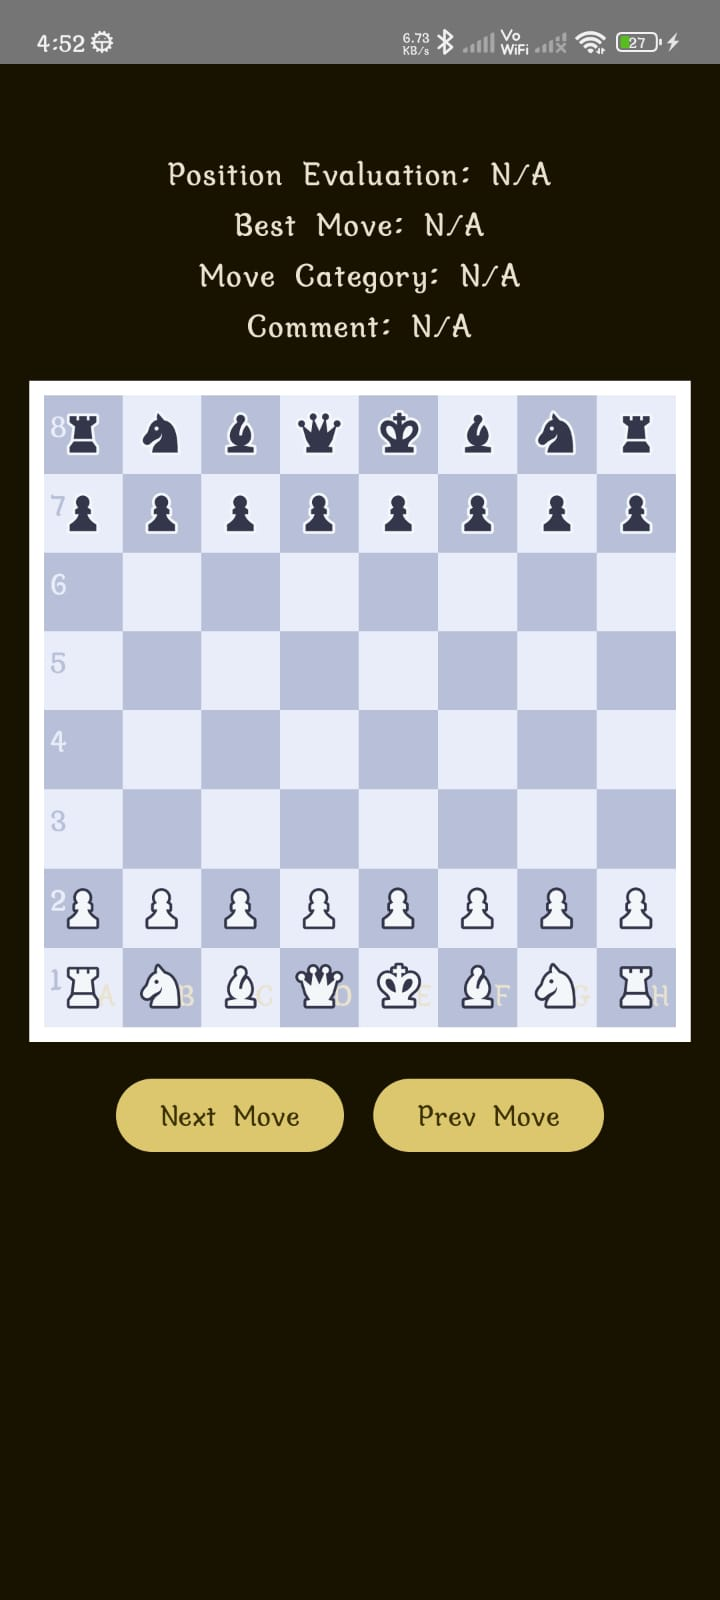 4:52
6.73 KB/s Vo WiFi 27
Position Evaluation: N/A
Best Move: N/A
Move Category: N/A
Comment: N/A
8
7
6
5
4
3
2
1
A B C D E F G H
Next Move Prev Move